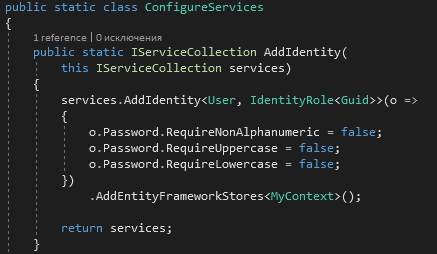 public static class ConfigureServices
{
1 reference | 0 исключения
public static IServiceCollection AddIdentity(
this IServiceCollection services)
{
services.AddIdentity<User, IdentityRole<Guid>>(o =>
{
o.Password.RequireNonAlphanumeric = false;
o.Password.RequireUppercase = false;
o.Password.RequireLowercase = false;
})
.AddEntityFrameworkStores<MyContext>();
return services;
}